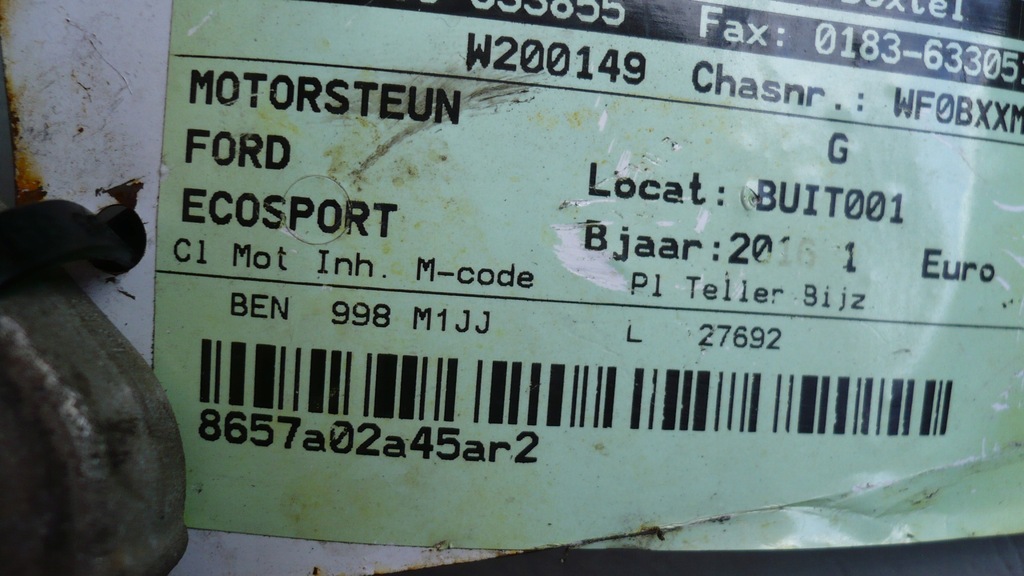 Fax: 0183-63305
W200149 Chasnr.: WF0BXXM
MOTORSTEUN G
FORD Locat: BUIT001
ECOSPORT Bjaar:2016 1 Euro
Cl Mot Inh. M-code Pl Teller Bijz
BEN 998 M1JJ L 27692
8657a02a45ar2